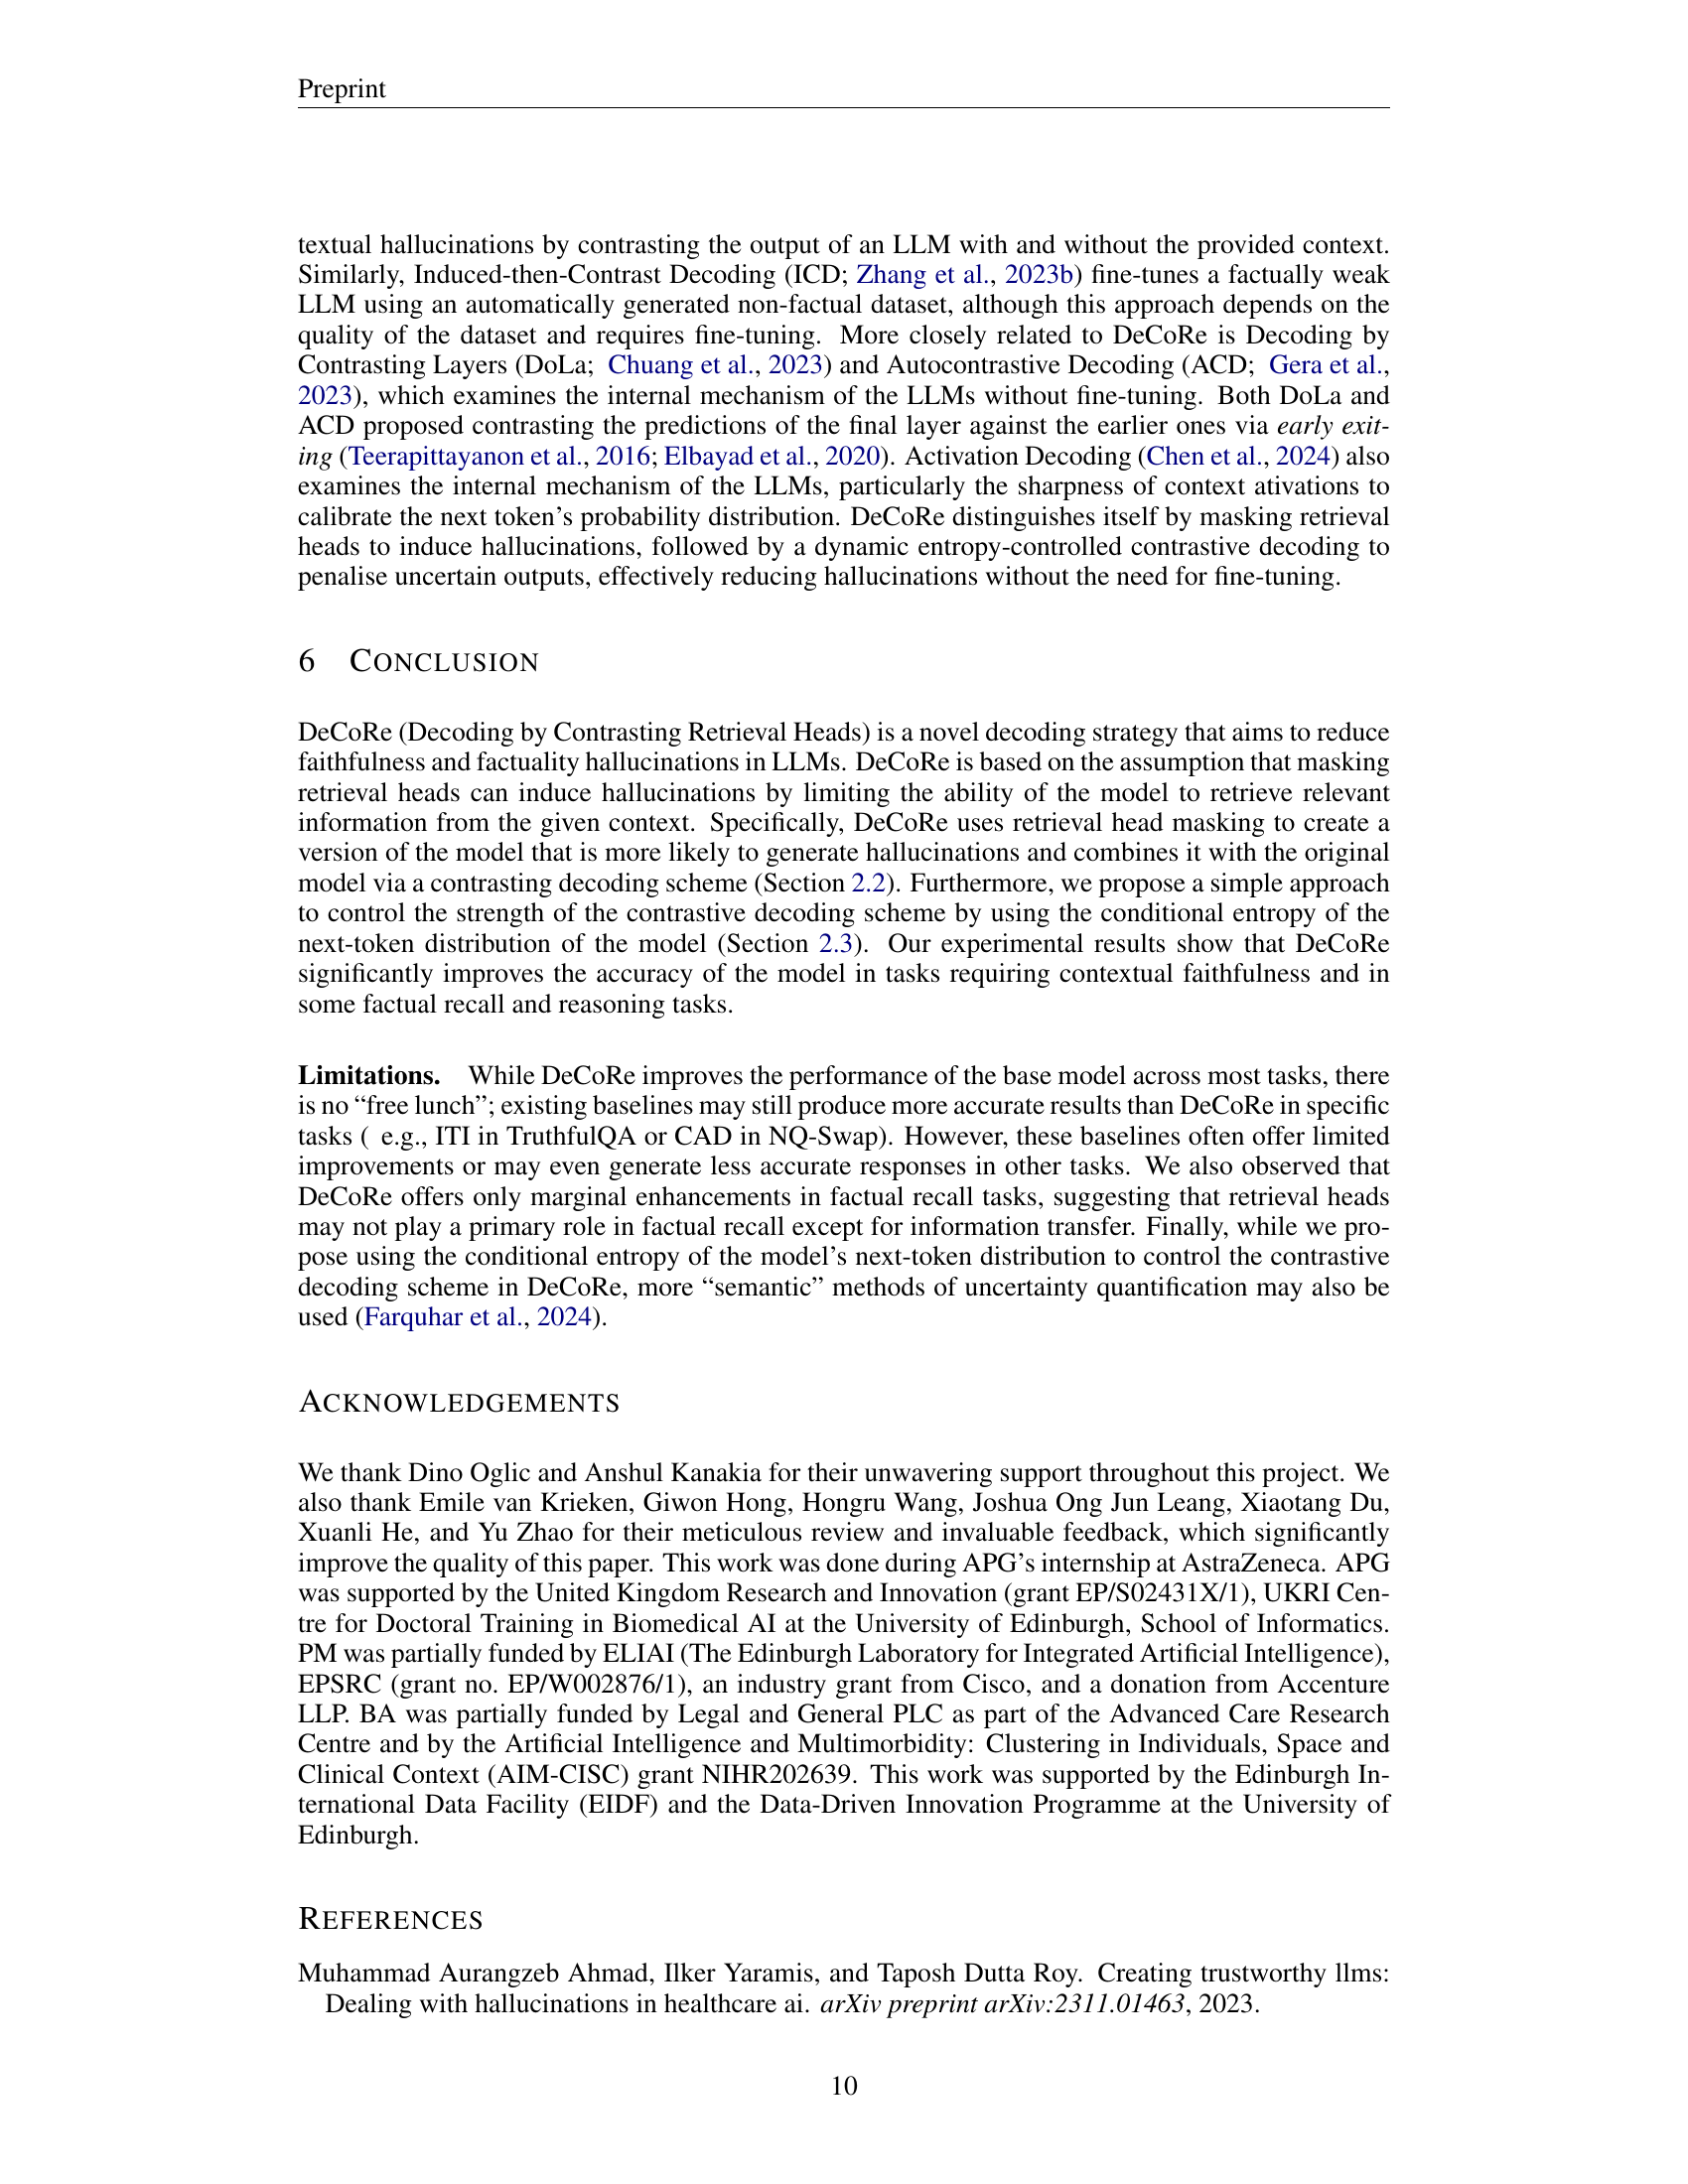 Preprint
textual hallucinations by contrasting the output of an LLM with and without the provided context.
Similarly, Induced-then-Contrast Decoding (ICD; Zhang et al., 2023b) fine-tunes a factually weak
LLM using an automatically generated non-factual dataset, although this approach depends on the
quality of the dataset and requires fine-tuning. More closely related to DeCoRe is Decoding by
Contrasting Layers (DoLa; Chuang et al., 2023) and Autocontrastive Decoding (ACD; Gera et al.,
2023), which examines the internal mechanism of the LLMs without fine-tuning. Both DoLa and
ACD proposed contrasting the predictions of the final layer against the earlier ones via early exit-
ing (Teerapittayanon et al., 2016; Elbayad et al., 2020). Activation Decoding (Chen et al., 2024) also
examines the internal mechanism of the LLMs, particularly the sharpness of context ativations to
calibrate the next token's probability distribution. DeCoRe distinguishes itself by masking retrieval
heads to induce hallucinations, followed by a dynamic entropy-controlled contrastive decoding to
penalise uncertain outputs, effectively reducing hallucinations without the need for fine-tuning.
6 CONCLUSION
DeCoRe (Decoding by Contrasting Retrieval Heads) is a novel decoding strategy that aims to reduce
faithfulness and factuality hallucinations in LLMs. DeCoRe is based on the assumption that masking
retrieval heads can induce hallucinations by limiting the ability of the model to retrieve relevant
information from the given context. Specifically, DeCoRe uses retrieval head masking to create a
version of the model that is more likely to generate hallucinations and combines it with the original
model via a contrasting decoding scheme (Section 2.2). Furthermore, we propose a simple approach
to control the strength of the contrastive decoding scheme by using the conditional entropy of the
next-token distribution of the model (Section 2.3). Our experimental results show that DeCoRe
significantly improves the accuracy of the model in tasks requiring contextual faithfulness and in
some factual recall and reasoning tasks.
Limitations. While DeCoRe improves the performance of the base model across most tasks, there
is no “free lunch”; existing baselines may still produce more accurate results than DeCoRe in specific
tasks ( e.g., ITI in TruthfulQA or CAD in NQ-Swap). However, these baselines often offer limited
improvements or may even generate less accurate responses in other tasks. We also observed that
DeCoRe offers only marginal enhancements in factual recall tasks, suggesting that retrieval heads
may not play a primary role in factual recall except for information transfer. Finally, while we pro-
pose using the conditional entropy of the model's next-token distribution to control the contrastive
decoding scheme in DeCoRe, more “semantic” methods of uncertainty quantification may also be
used (Farquhar et al., 2024).
ACKNOWLEDGEMENTS
We thank Dino Oglic and Anshul Kanakia for their unwavering support throughout this project. We
also thank Emile van Krieken, Giwon Hong, Hongru Wang, Joshua Ong Jun Leang, Xiaotang Du,
Xuanli He, and Yu Zhao for their meticulous review and invaluable feedback, which significantly
improve the quality of this paper. This work was done during APG's internship at AstraZeneca. APG
was supported by the United Kingdom Research and Innovation (grant EP/S02431X/1), UKRI Cen-
tre for Doctoral Training in Biomedical AI at the University of Edinburgh, School of Informatics.
PM was partially funded by ELIAI (The Edinburgh Laboratory for Integrated Artificial Intelligence),
EPSRC (grant no. EP/W002876/1), an industry grant from Cisco, and a donation from Accenture
LLP. BA was partially funded by Legal and General PLC as part of the Advanced Care Research
Centre and by the Artificial Intelligence and Multimorbidity: Clustering in Individuals, Space and
Clinical Context (AIM-CISC) grant NIHR202639. This work was supported by the Edinburgh In-
ternational Data Facility (EIDF) and the Data-Driven Innovation Programme at the University of
Edinburgh.
REFERENCES
Muhammad Aurangzeb Ahmad, Ilker Yaramis, and Taposh Dutta Roy. Creating trustworthy llms:
Dealing with hallucinations in healthcare ai. arXiv preprint arXiv:2311.01463, 2023.
10